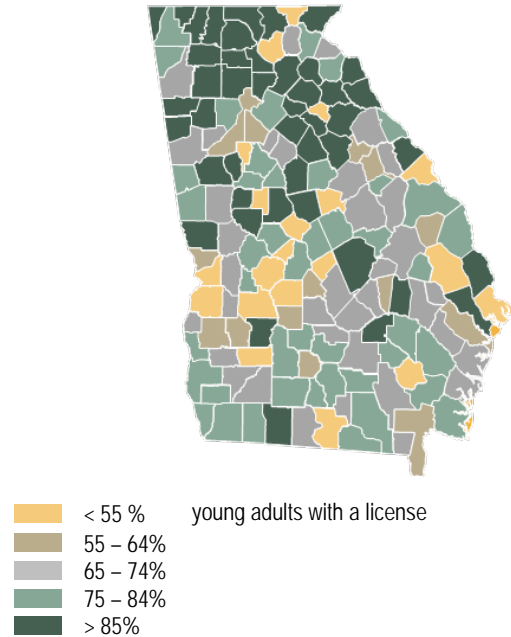 < 55 % young adults with a license
55 – 64%
65 – 74%
75 – 84%
> 85%